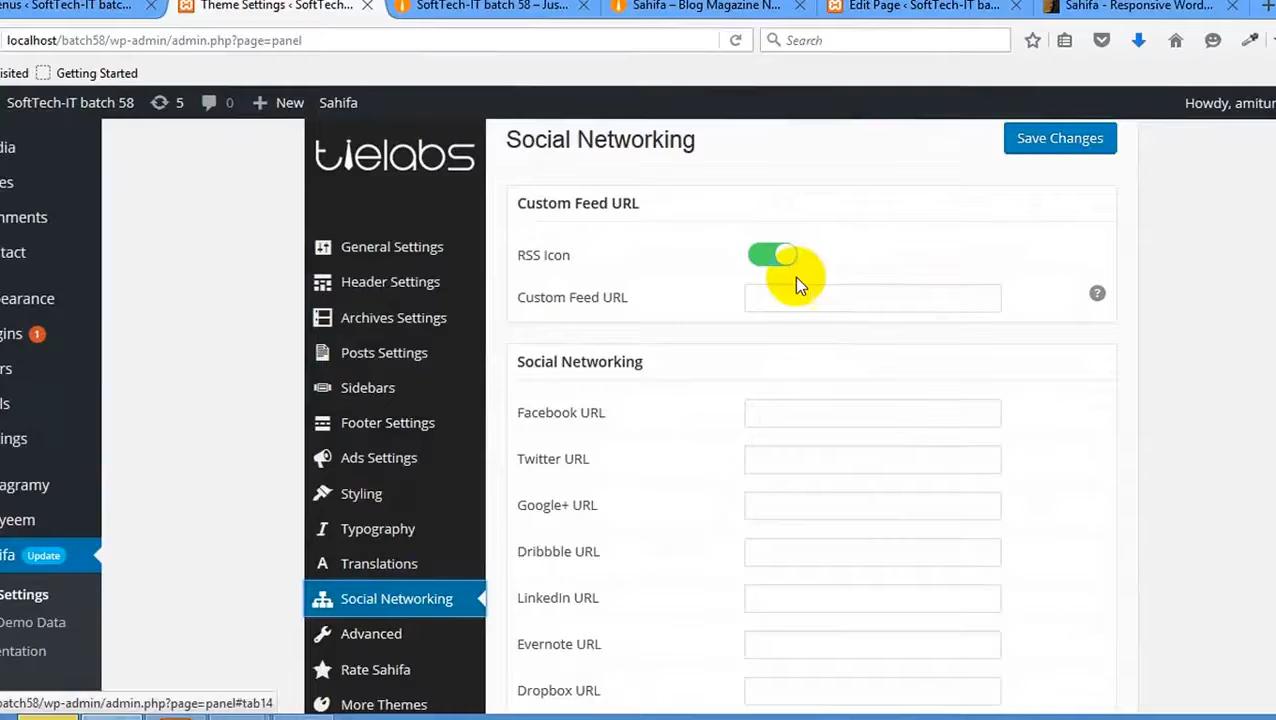 enus ‹ SoftTech-IT bat...
Theme Settings ‹ SoftTech...
SoftTech-IT batch 58 – Jus...
Sahifa – Blog Magazine N...
Edit Page ‹ SoftTech-IT ba...
Sahifa - Responsive Word...
localhost/batch58/wp-admin/admin.php?page=panel
Search
isited
Getting Started
SoftTech-IT batch 58
5
0
New
Sahifa
Howdy, amitun
dia
es
mments
tact
earance
gins 1
rs
ls
ings
agramy
yeem
ifa Update
Settings
Demo Data
entation
tielabs
General Settings
Header Settings
Archives Settings
Posts Settings
Sidebars
Footer Settings
Ads Settings
Styling
Typography
Translations
Social Networking
Advanced
Rate Sahifa
More Themes
Social Networking
Save Changes
Custom Feed URL
RSS Icon
Custom Feed URL
?
Social Networking
Facebook URL
Twitter URL
Google+ URL
Dribbble URL
LinkedIn URL
Evernote URL
Dropbox URL
batch58/wp-admin/admin.php?page=panel#tab14